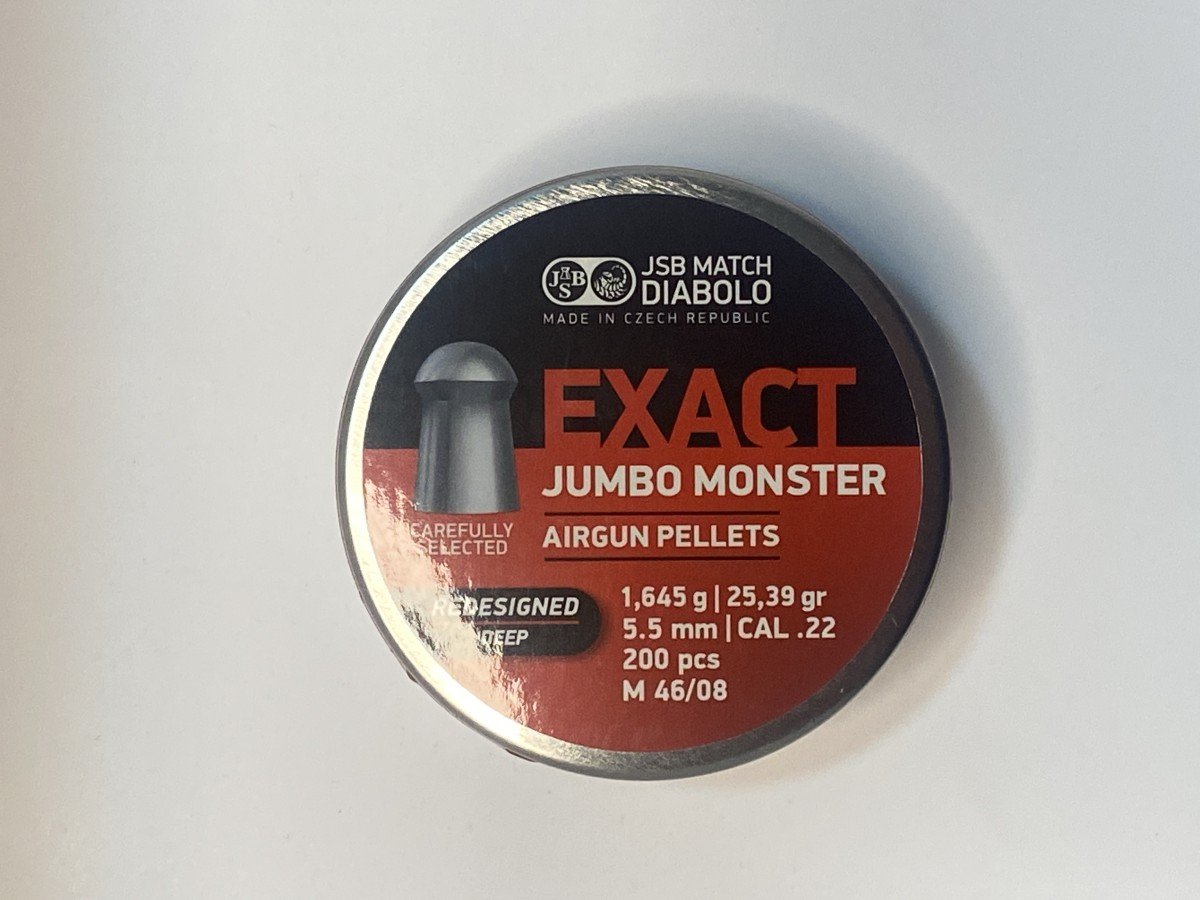 JSB
JSB MATCH
DIABOLO
MADE IN CZECH REPUBLIC
EXACT
JUMBO MONSTER
AIRGUN PELLETS
CAREFULLY
SELECTED
REDESIGNED
DEEP
1,645 g | 25,39 gr
5.5 mm | CAL .22
200 pcs
M 46/08